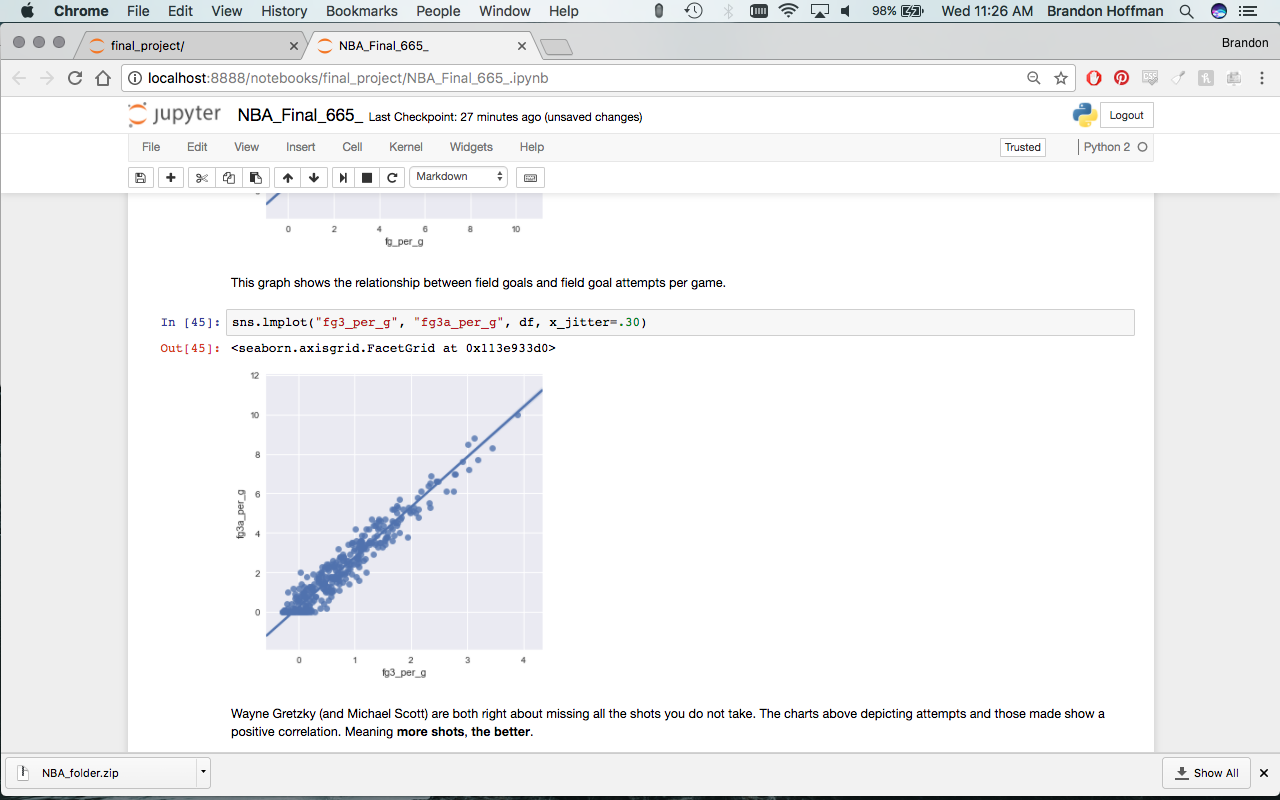 Chrome File Edit View History Bookmarks People Window Help 98% Wed 11:26 AM Brandon Hoffman
final_project/ NBA_Final_665_ Brandon
localhost:8888/notebooks/final_project/NBA_Final_665_.ipynb
jupyter NBA_Final_665_ Last Checkpoint: 27 minutes ago (unsaved changes) Logout
File Edit View Insert Cell Kernel Widgets Help Trusted Python 2
Markdown
0 2 4 6 8 10
fg_per_g
This graph shows the relationship between field goals and field goal attempts per game.
In [45]: sns.lmplot("fg3_per_g", "fg3a_per_g", df, x_jitter=.30)
Out[45]: <seaborn.axisgrid.FacetGrid at 0x113e933d0>
12
10
8
6
fg3a_per_g
4
2
0
0 1 2 3 4
fg3_per_g
Wayne Gretzky (and Michael Scott) are both right about missing all the shots you do not take. The charts above depicting attempts and those made show a
positive correlation. Meaning more shots, the better.
NBA_folder.zip Show All